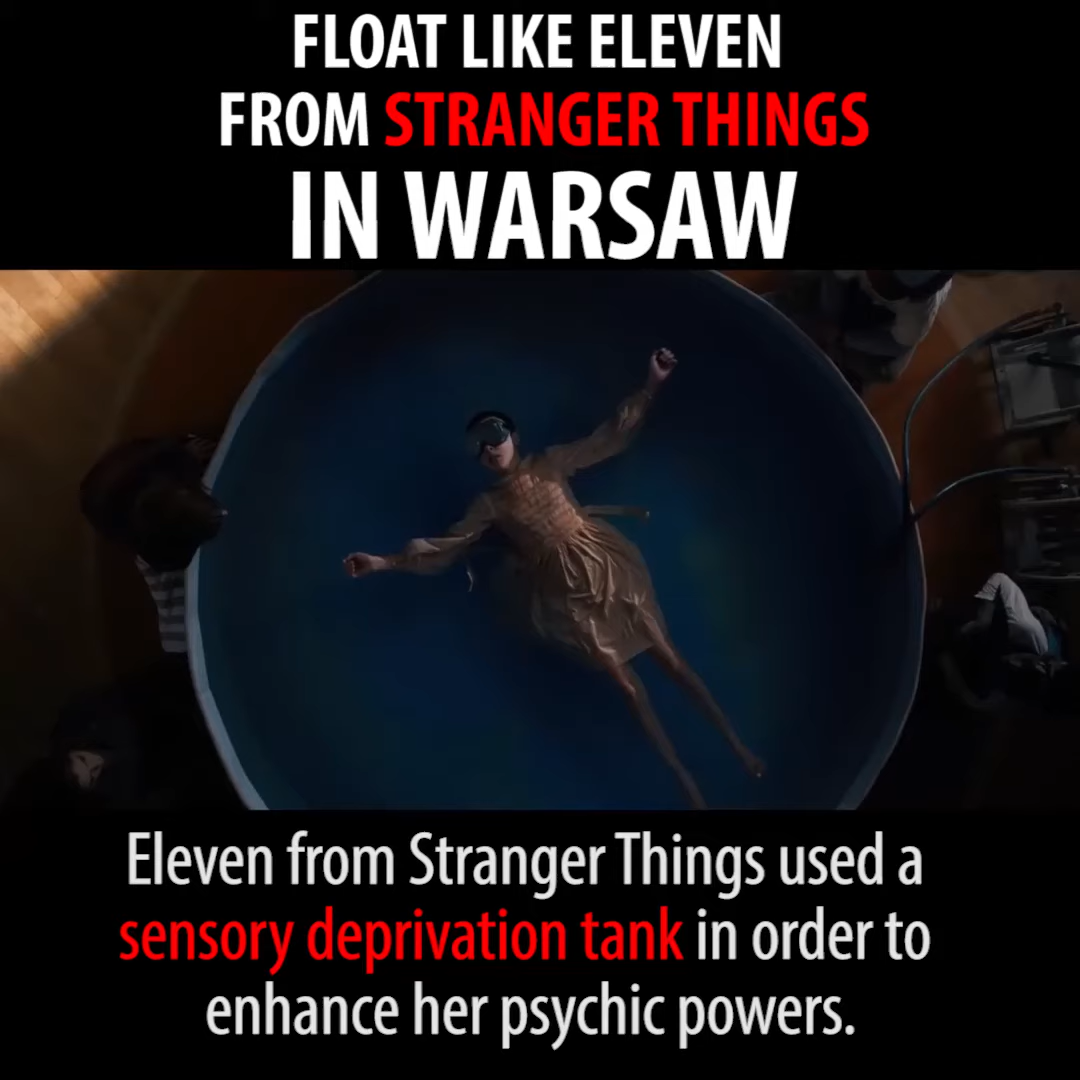 FLOAT LIKE ELEVEN
FROM STRANGER THINGS
IN WARSAW
Eleven from Stranger Things used a
sensory deprivation tank in order to
enhance her psychic powers.